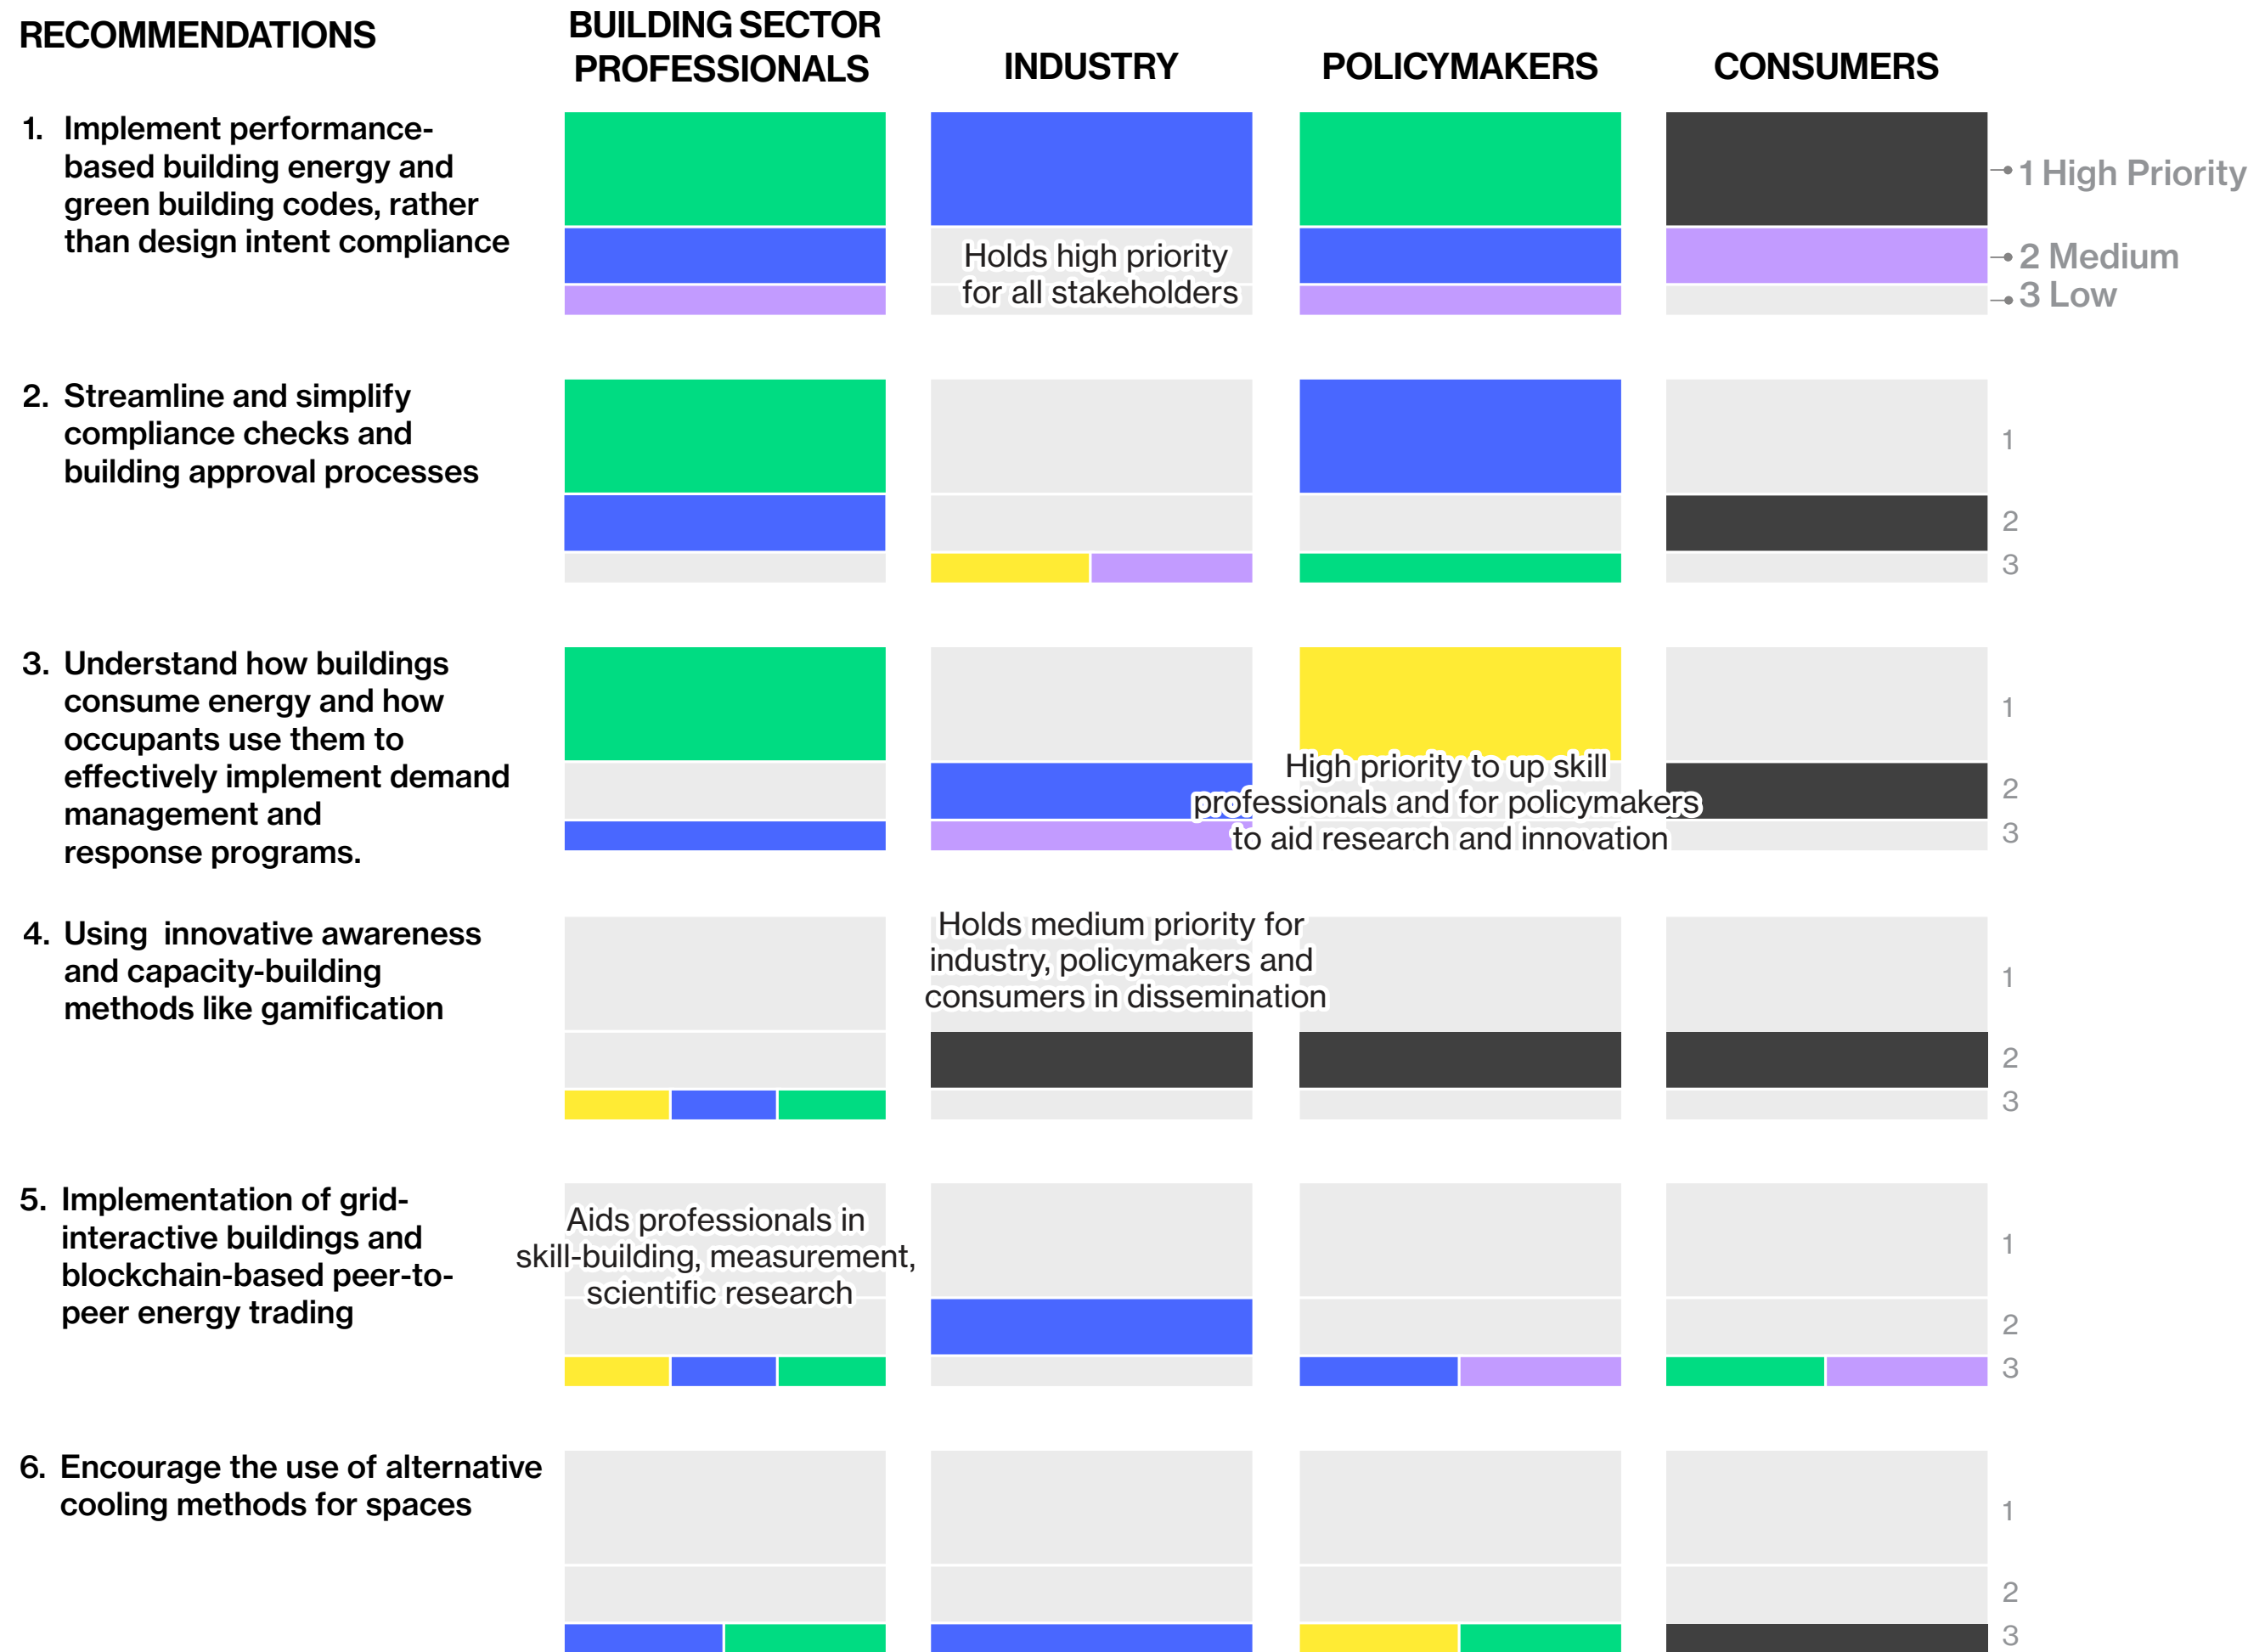 RECOMMENDATIONS
BUILDING SECTOR
PROFESSIONALS
INDUSTRY
POLICYMAKERS
CONSUMERS
1. Implement performance-
based building energy and
green building codes, rather
than design intent compliance
Holds high priority
for all stakeholders
1 High Priority
2 Medium
3 Low
2. Streamline and simplify
compliance checks and
building approval processes
1
2
3
3. Understand how buildings
consume energy and how
occupants use them to
effectively implement demand
management and
response programs.
High priority to up skill
professionals and for policymakers
to aid research and innovation
1
2
3
4. Using innovative awareness
and capacity-building
methods like gamification
Holds medium priority for
industry, policymakers and
consumers in dissemination
1
2
3
5. Implementation of grid-
interactive buildings and
blockchain-based peer-to-
peer energy trading
Aids professionals in
skill-building, measurement,
scientific research
1
2
3
6. Encourage the use of alternative
cooling methods for spaces
1
2
3